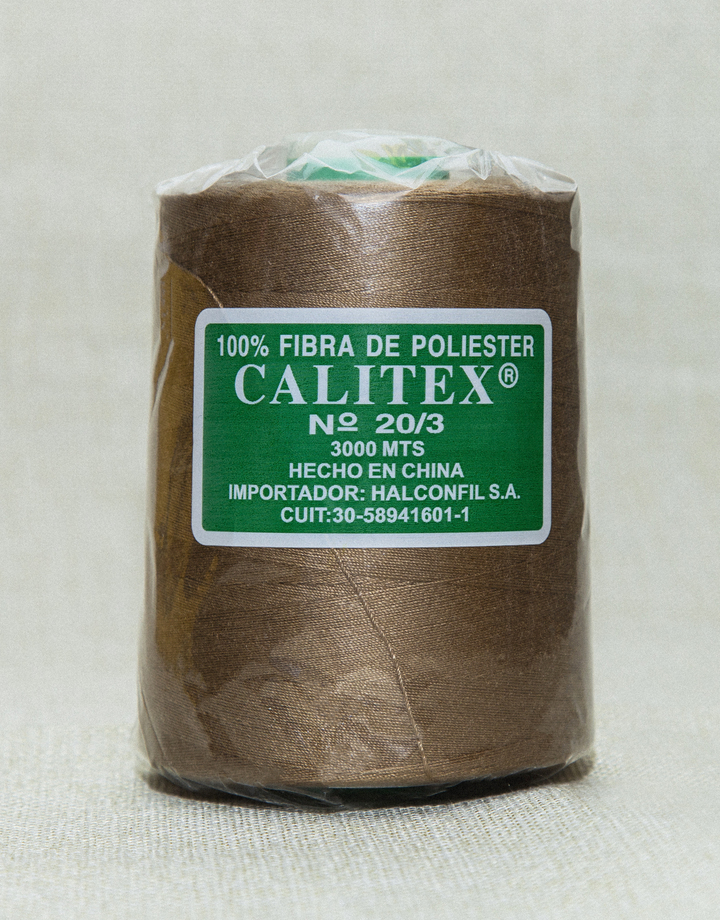 100% FIBRA DE POLIESTER
CALITEX®
Nº 20/3
3000 MTS
HECHO EN CHINA
IMPORTADOR: HALCONFIL S.A.
CUIT:30-58941601-1